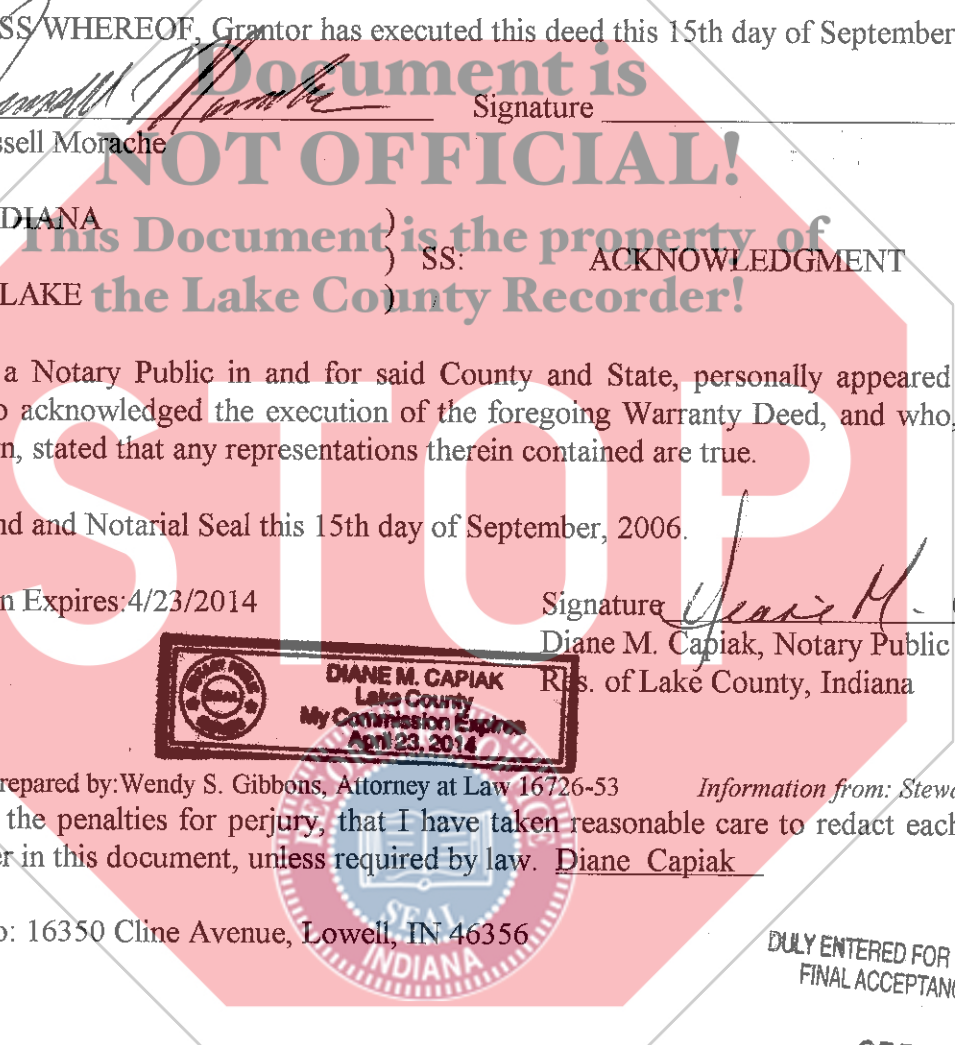 SS WHEREOF, Grantor has executed this deed this 15th day of September
Document is
Signature
ssell Morache
NOT OFFICIAL!
DIANA )
This Document is the property of
) SS: ACKNOWLEDGMENT
LAKE )
the Lake County Recorder!
a Notary Public in and for said County and State, personally appeared
o acknowledged the execution of the foregoing Warranty Deed, and who,
n, stated that any representations therein contained are true.
STOP
nd and Notarial Seal this 15th day of September, 2006.
n Expires:4/23/2014
Signature
Diane M. Capiak, Notary Public
Res. of Lake County, Indiana
SEAL
DIANE M. CAPIAK
Lake County
My Commission Expires
April 23, 2014
repared by:Wendy S. Gibbons, Attorney at Law 16726-53 Information from: Stewa
the penalties for perjury, that I have taken reasonable care to redact each
er in this document, unless required by law. Diane Capiak
SEAL
INDIANA
o: 16350 Cline Avenue, Lowell, IN 46356
DULY ENTERED FOR
FINAL ACCEPTANC